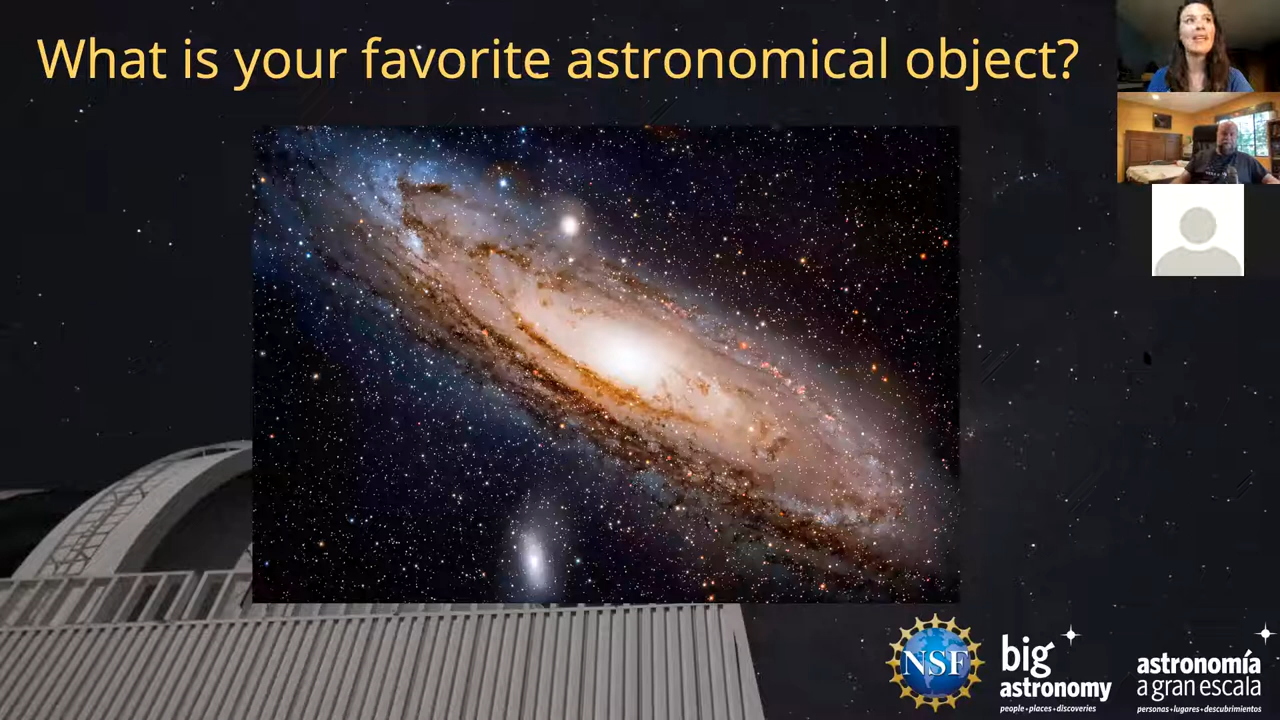 What is your favorite astronomical object?
NSF
big
astronomy
people • places • discoveries
astronomía
a gran escala
personas • lugares • descubrimientos